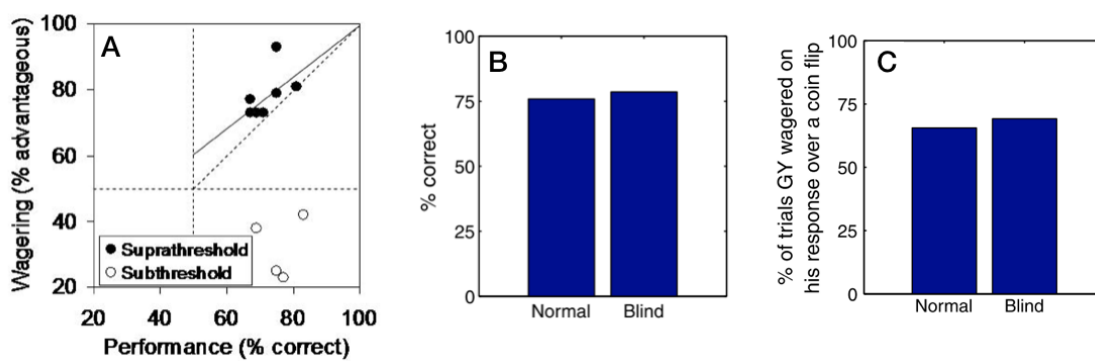 A
Wagering (% advantageous)
100
80
60
40
20
Suprathreshold
Subthreshold
20 40 60 80 100
Performance (% correct)
B
% correct
100
75
50
25
0
Normal Blind
C
% of trials GY wagered on
his response over a coin flip
100
75
50
25
0
Normal Blind